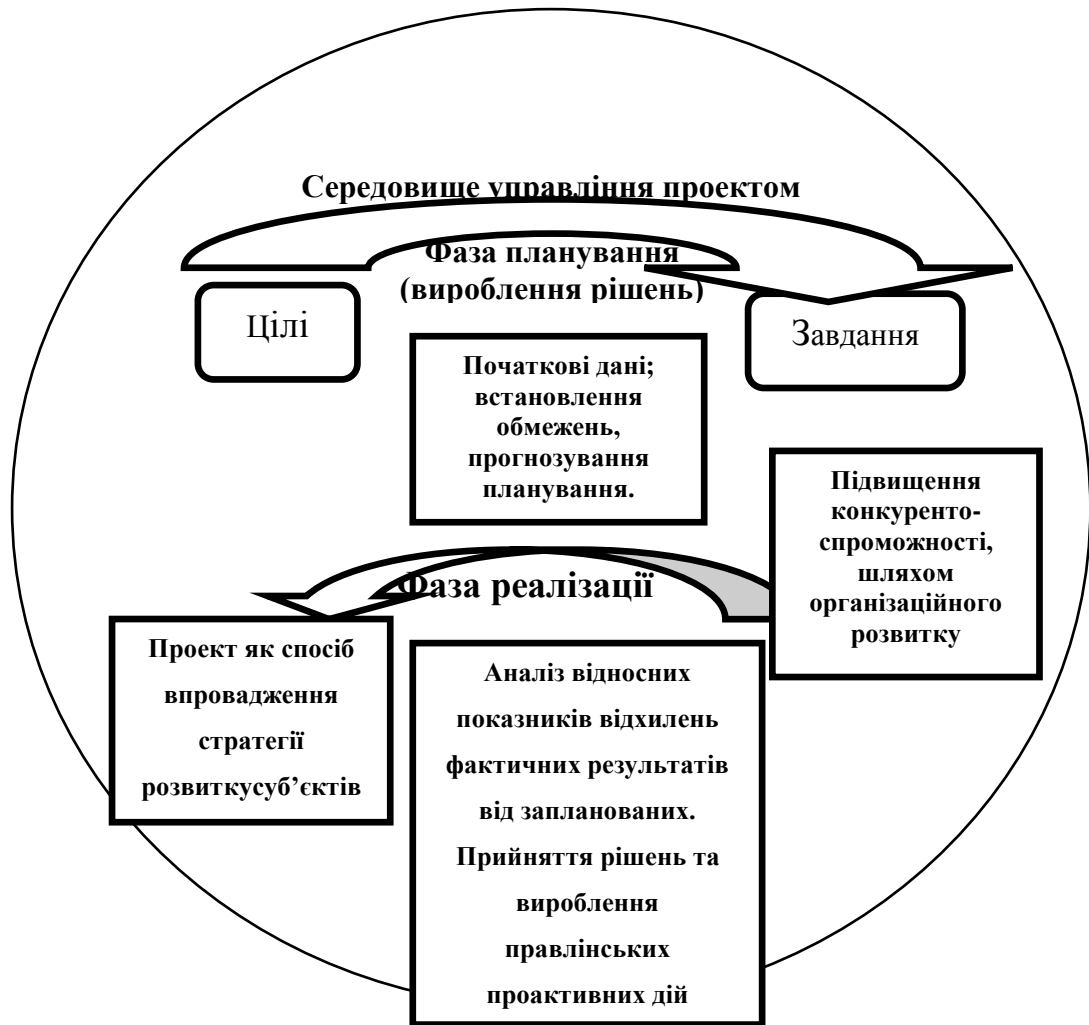 Середовище управління проектом
Фаза планування
(вироблення рішень)
Цілі
Завдання
Початкові дані;
встановлення
обмежень,
прогнозування
планування.
Підвищення
конкуренто-
спроможності,
шляхом
організаційного
розвитку
Фаза реалізації
Проект як спосіб
впровадження
стратегії
розвиткусуб’єктів
Аналіз відносних
показників відхилень
фактичних результатів
від запланованих.
Прийняття рішень та
вироблення
правлінських
проактивних дій